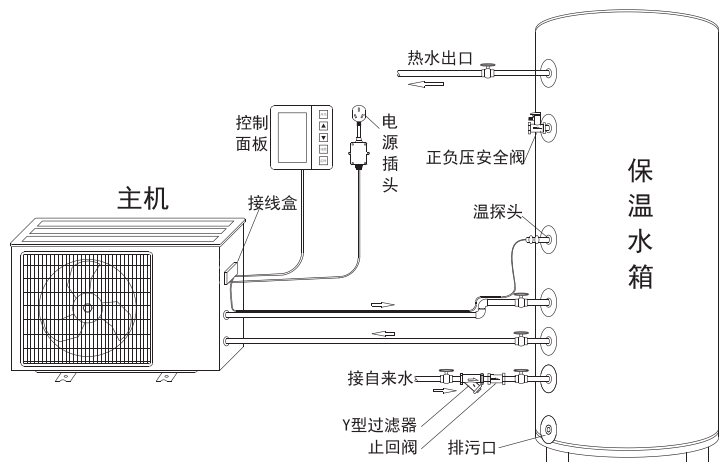 热水出口
控制
面板
电
源
插
头
正负压安全阀
保
温
水
箱
主机
接线盒
温探头
接自来水
Y型过滤器
止回阀
排污口